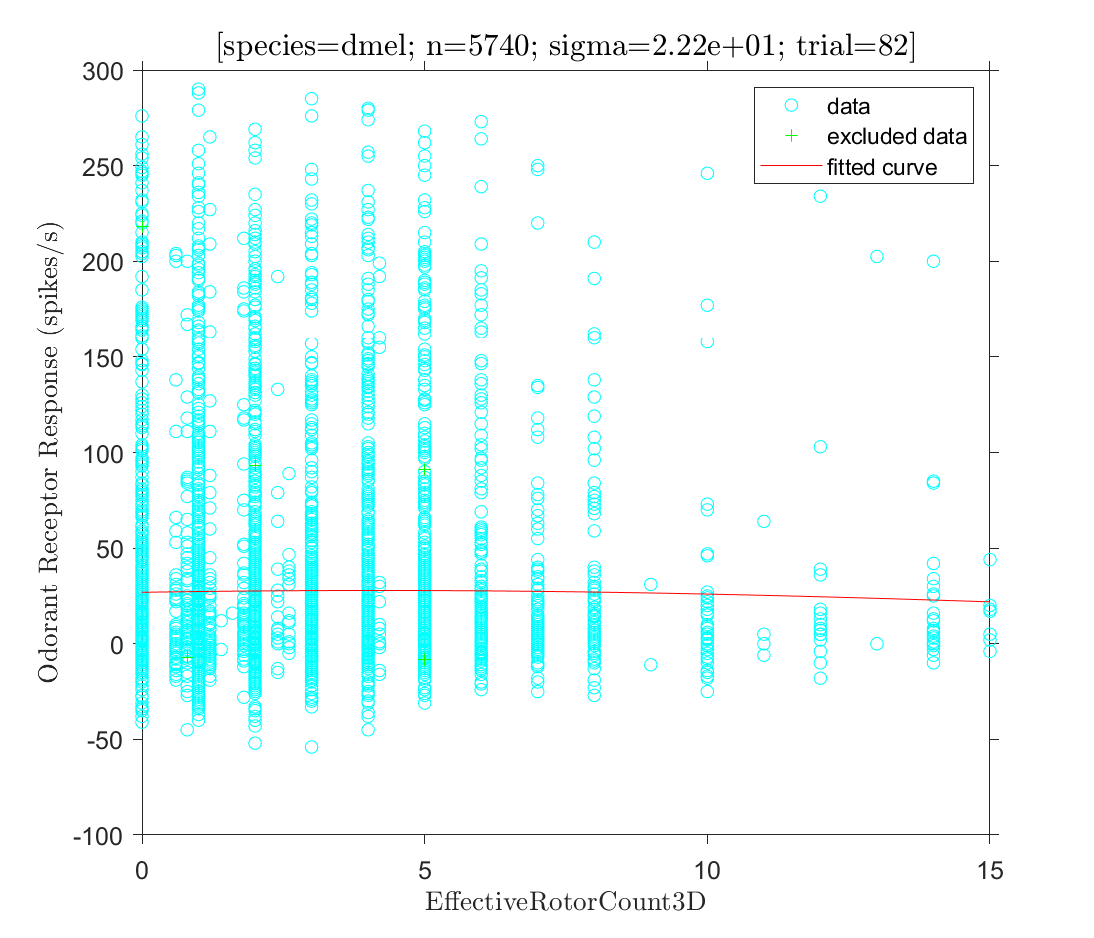 [species=dmel; n=5740; sigma=2.22e+01; trial=82]
300
250
200
150
100
50
0
-50
-100
Odorant Receptor Response (spikes/s)
data
excluded data
fitted curve
0
5
10
15
EffectiveRotorCount3D